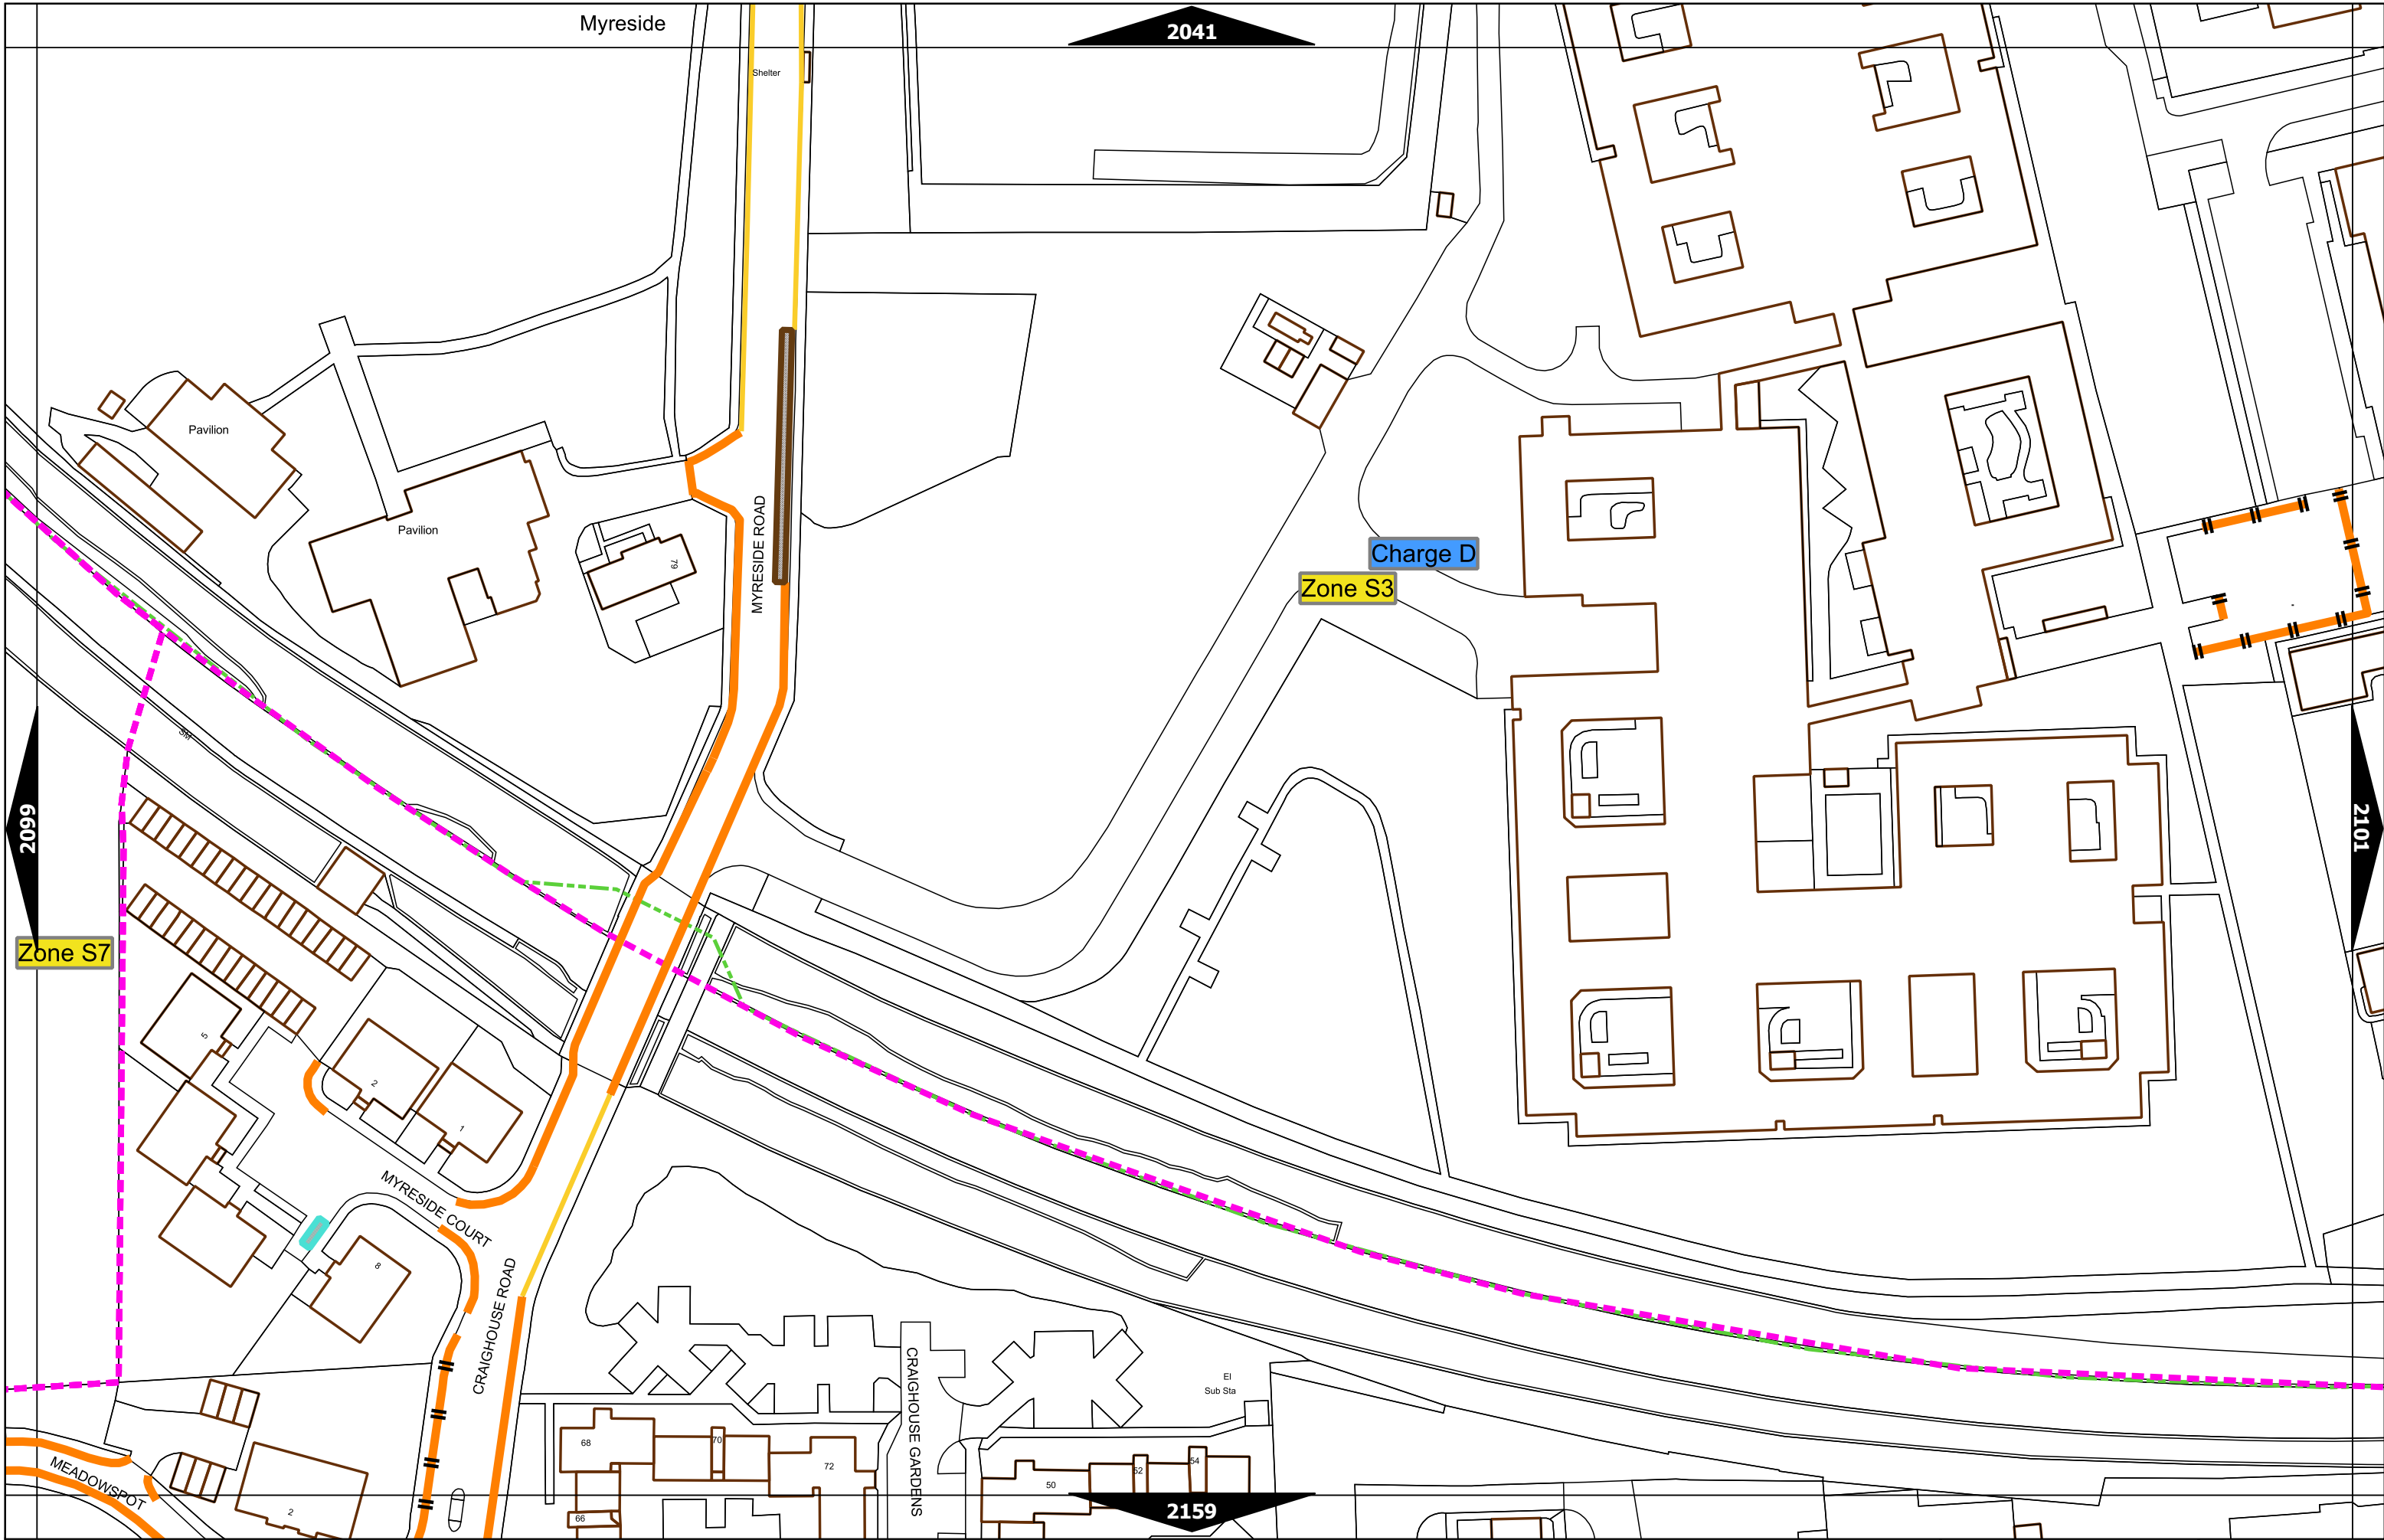 Myreside
2041
Shelter
Pavilion
Pavilion
79
MYRESIDE ROAD
Charge D
Zone S3
SM
2099
2101
Zone S7
5
2
1
MYRESIDE COURT
8
CRAIGHOUSE ROAD
CRAIGHOUSE GARDENS
El
Sub Sta
68
70
72
66
50
52
54
MEADOWSPOT
2
2159